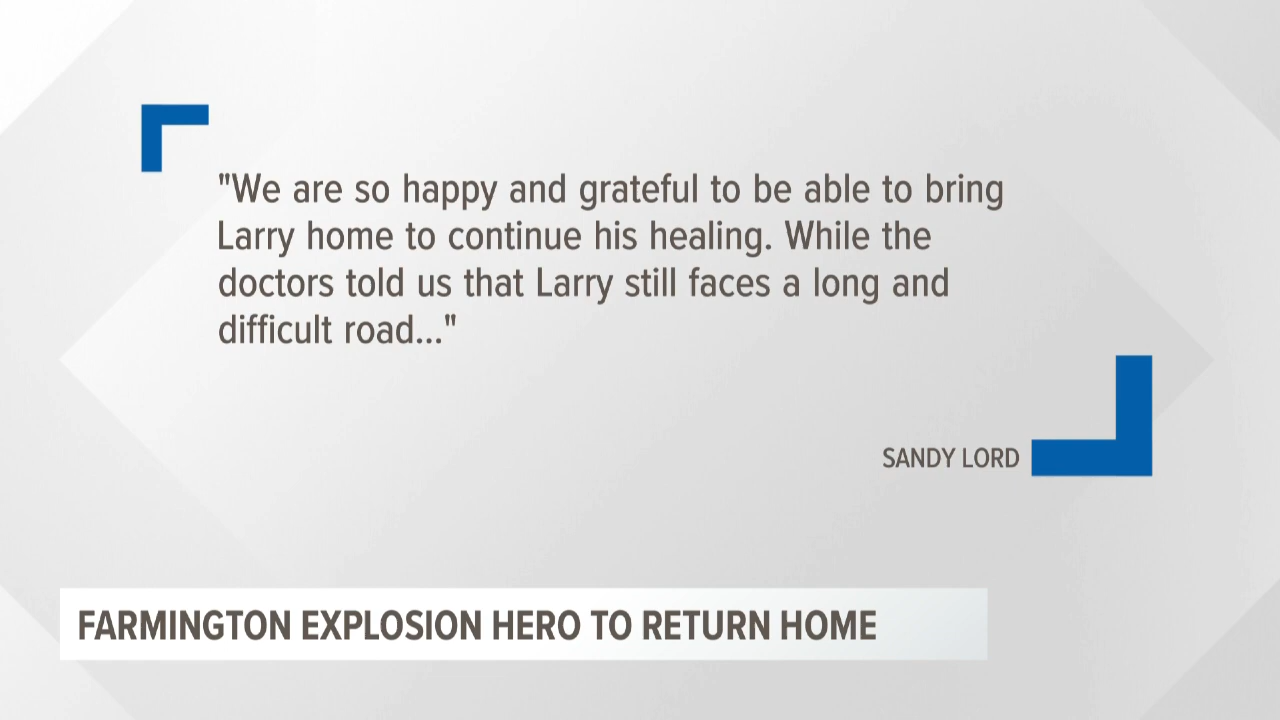 "We are so happy and grateful to be able to bring
Larry home to continue his healing. While the
doctors told us that Larry still faces a long and
difficult road..."
SANDY LORD
FARMINGTON EXPLOSION HERO TO RETURN HOME